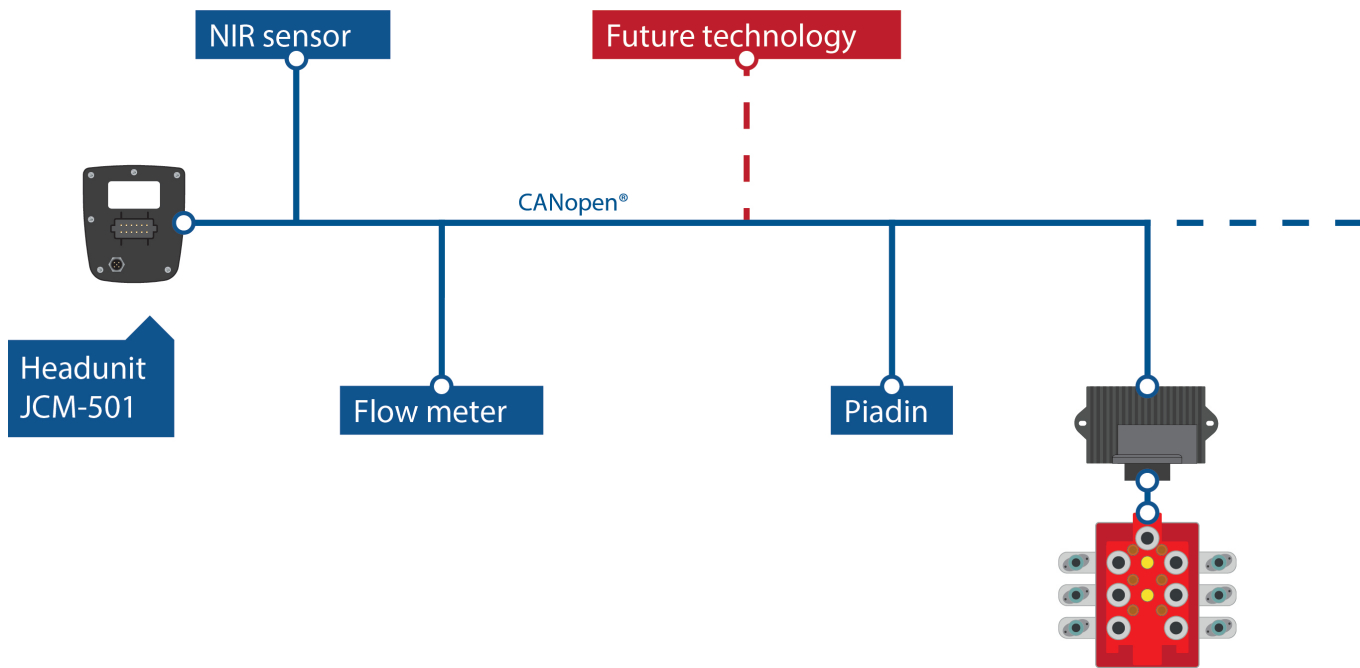 NIR sensor
Future technology
CANopen®
Headunit
JCM-501
Flow meter
Piadin